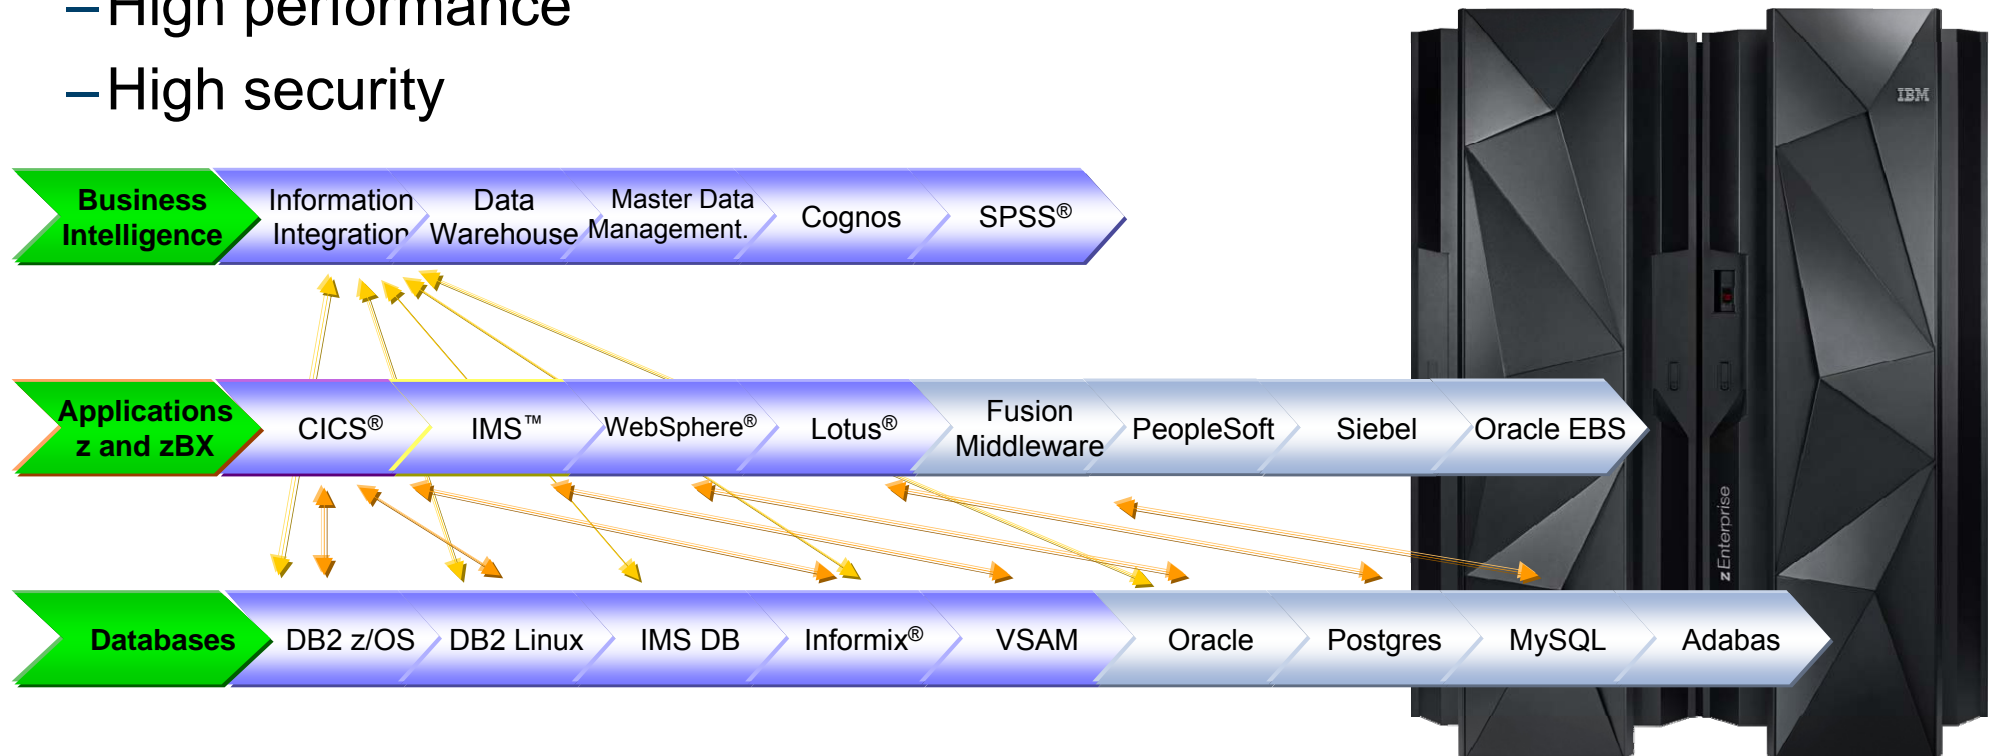 –High performance
–High security
IBM
Business
Intelligence
Information
Integration
Data
Warehouse
Master Data
Management.
Cognos
SPSS®
Applications
z and zBX
CICS®
IMS™
WebSphere®
Lotus®
Fusion
Middleware
PeopleSoft
Siebel
Oracle EBS
zEnterprise
Databases
DB2 z/OS
DB2 Linux
IMS DB
Informix®
VSAM
Oracle
Postgres
MySQL
Adabas